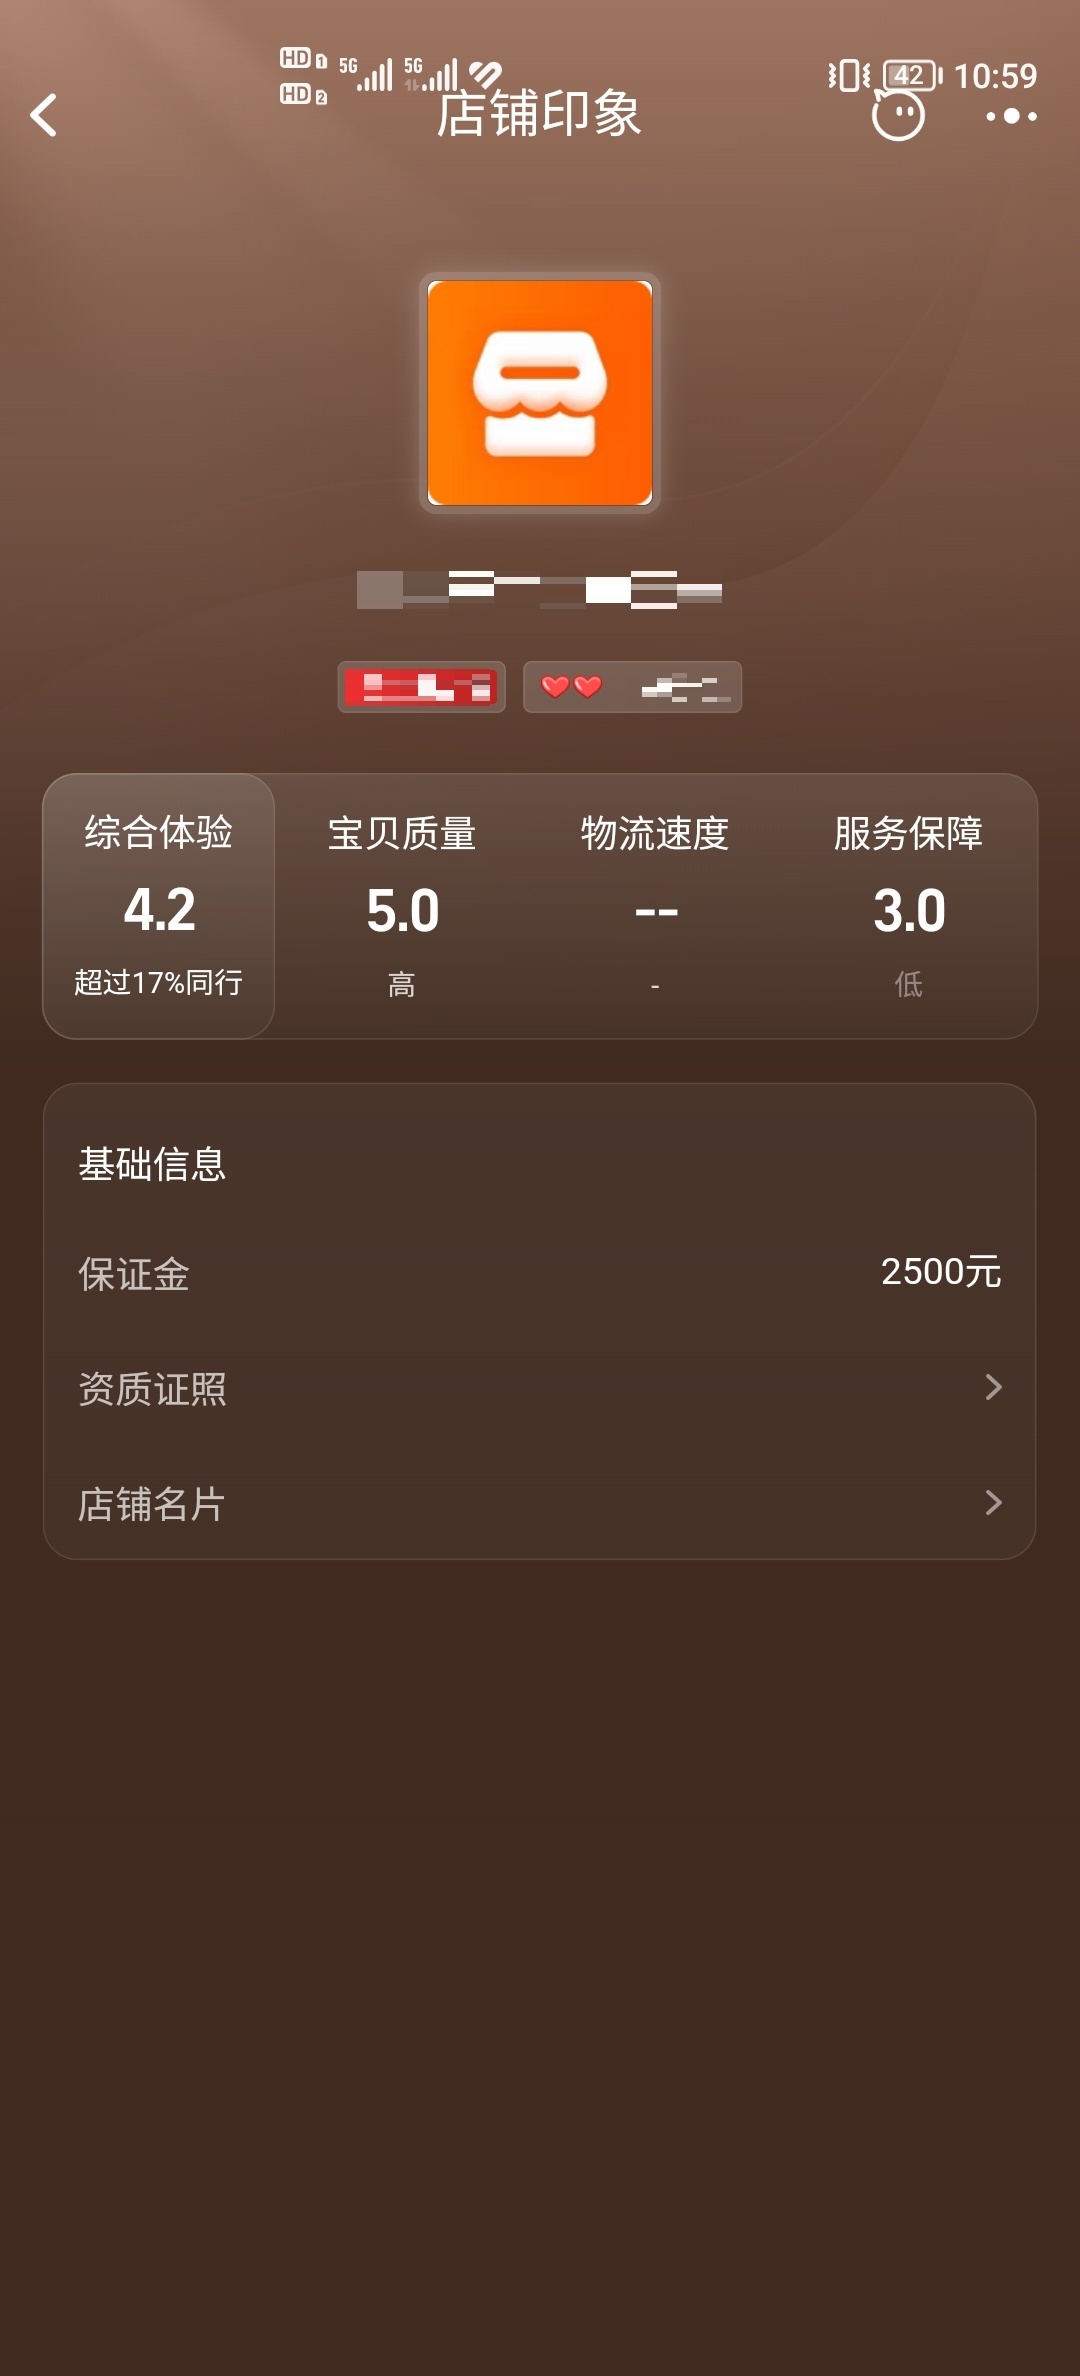 HD 1 5G 5G 42 10:59
HD 2
店铺印象
综合体验 宝贝质量 物流速度 服务保障
4.2 5.0 -- 3.0
超过17%同行 高 - 低
基础信息
保证金 2500元
资质证照
店铺名片